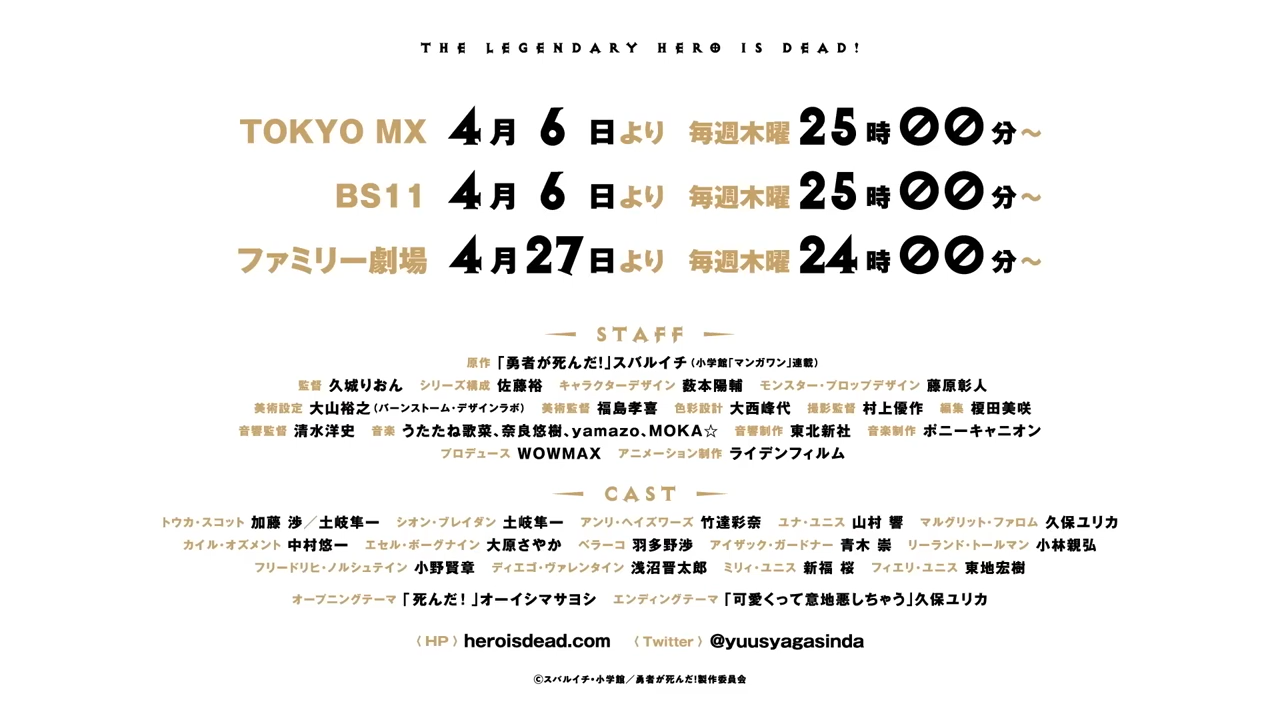 THE LEGENDARY HERO IS DEAD!
TOKYO MX 4月6日より 毎週木曜25時00分～
BS11 4月6日より 毎週木曜25時00分～
ファミリー劇場 4月27日より 毎週木曜24時00分～
STAFF
原作 「勇者が死んだ!」スバルイチ(小学館「マンガワン」連載)
監督 久城りおん シリーズ構成 佐藤裕 キャラクターデザイン 薮本陽輔 モンスター・プロップデザイン 藤原彰人
美術設定 大山裕之(バーンストーム・デザインラボ) 美術監督 福島孝喜 色彩設計 大西峰代 撮影監督 村上優作 編集 榎田美咲
音響監督 清水洋史 音楽 うたたね歌菜、奈良悠樹、yamazo、MOKA☆ 音響制作 東北新社 音楽制作 ポニーキャニオン
プロデュース WOWMAX アニメーション制作 ライデンフィルム
CAST
トウカ・スコット 加藤 渉／土岐隼一 シオン・ブレイダン 土岐隼一 アンリ・ヘイズワーズ 竹達彩奈 ユナ・ユニス 山村 響 マルグリット・ファロム 久保ユリカ
カイル・オズメント 中村悠一 エセル・ボーグナイン 大原さやか ベラーコ 羽多野渉 アイザック・ガードナー 青木 崇 リーランド・トールマン 小林親弘
フリードリヒ・ノルシュテイン 小野賢章 ディエゴ・ヴァレンタイン 浅沼晋太郎 ミリィ・ユニス 新福 桜 フィエリ・ユニス 東地宏樹
オープニングテーマ 「死んだ！」オーイシマサヨシ エンディングテーマ 「可愛くって意地悪しちゃう」久保ユリカ
〈HP〉 heroisdead.com 〈Twitter〉 @yuusyagasinda
©スバルイチ・小学館／勇者が死んだ!製作委員会